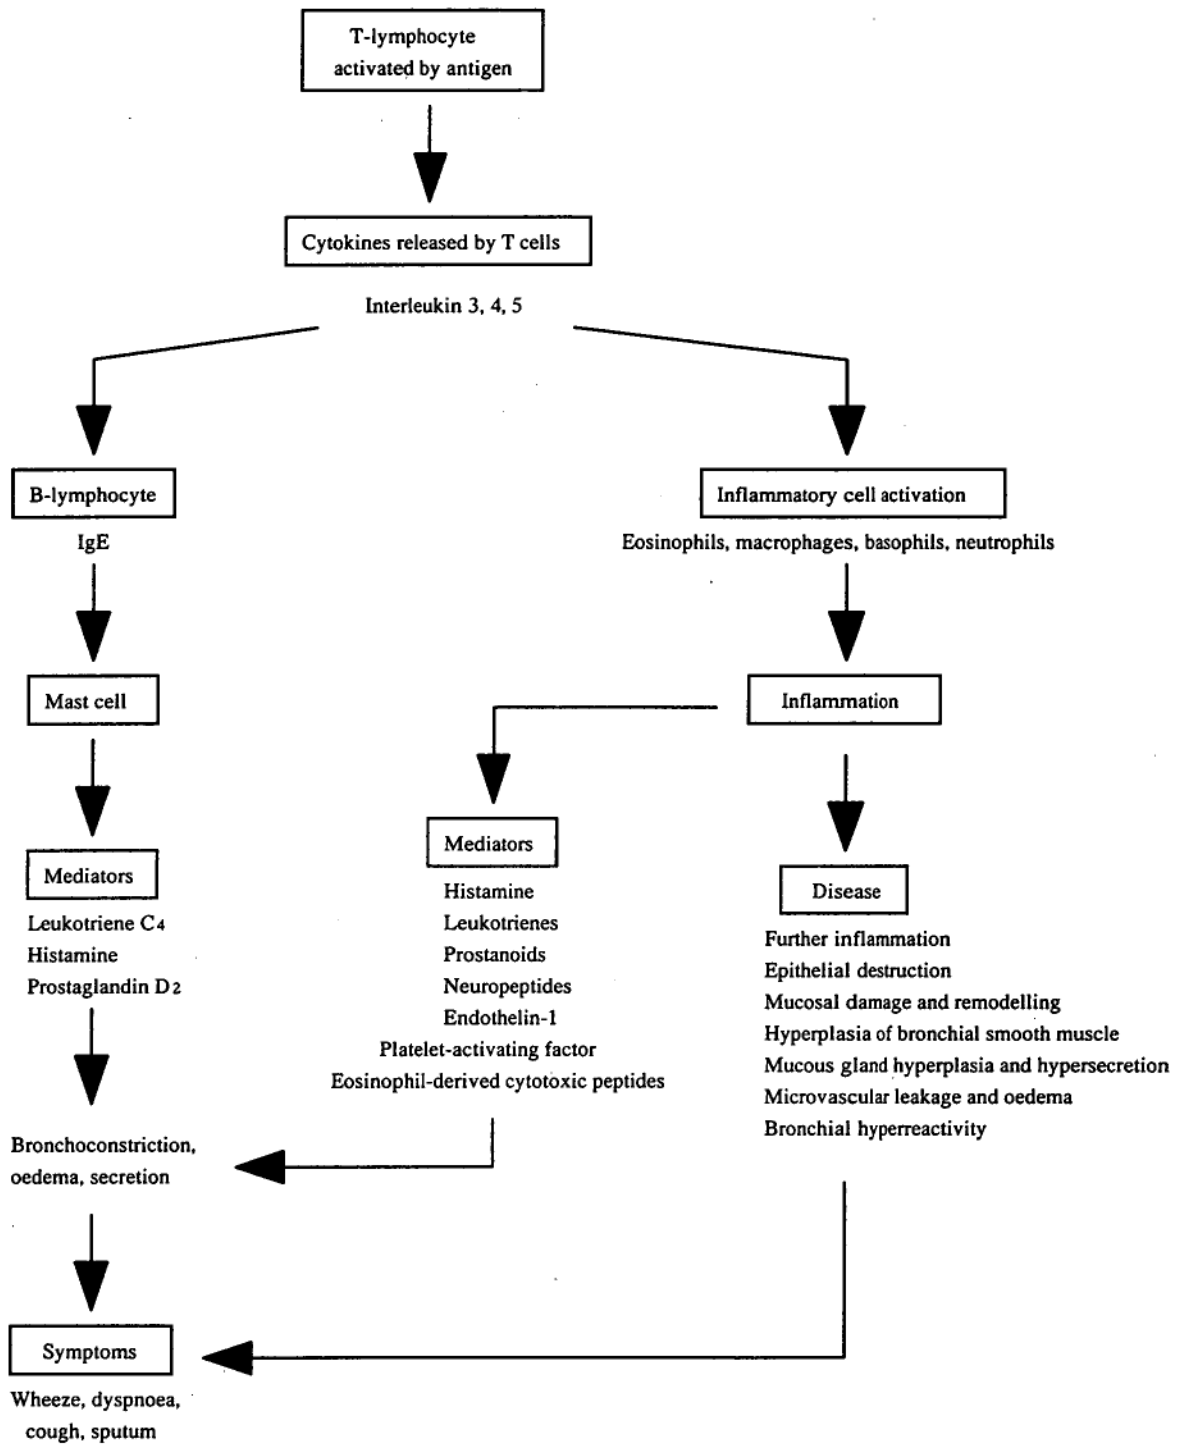 T-lymphocyte
activated by antigen
Cytokines released by T cells
Interleukin 3, 4, 5
B-lymphocyte
IgE
Inflammatory cell activation
Eosinophils, macrophages, basophils, neutrophils
Mast cell
Inflammation
Mediators
Leukotriene C4
Histamine
Prostaglandin D2
Mediators
Histamine
Leukotrienes
Prostanoids
Neuropeptides
Endothelin-1
Platelet-activating factor
Eosinophil-derived cytotoxic peptides
Disease
Further inflammation
Epithelial destruction
Mucosal damage and remodelling
Hyperplasia of bronchial smooth muscle
Mucous gland hyperplasia and hypersecretion
Microvascular leakage and oedema
Bronchial hyperreactivity
Bronchoconstriction,
oedema, secretion
Symptoms
Wheeze, dyspnoea,
cough, sputum